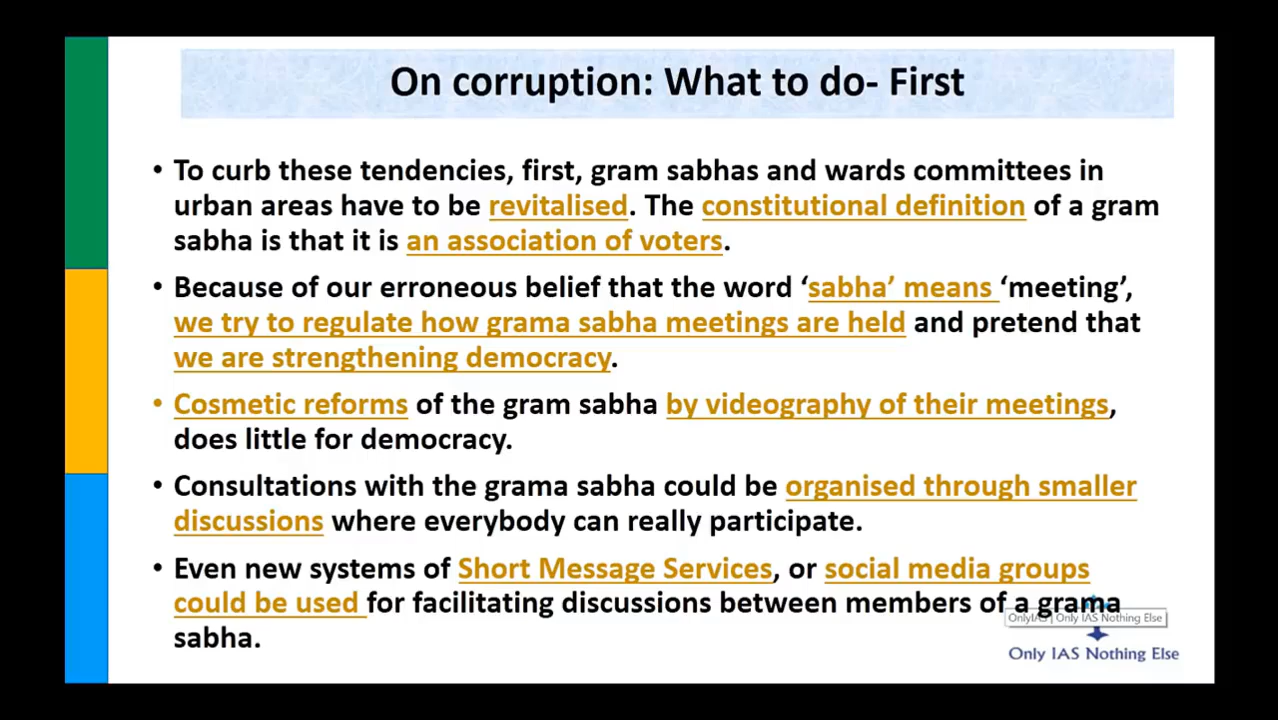 On corruption: What to do- First
• To curb these tendencies, first, gram sabhas and wards committees in
urban areas have to be revitalised. The constitutional definition of a gram
sabha is that it is an association of voters.
• Because of our erroneous belief that the word ‘sabha’ means ‘meeting’,
we try to regulate how grama sabha meetings are held and pretend that
we are strengthening democracy.
• Cosmetic reforms of the gram sabha by videography of their meetings,
does little for democracy.
• Consultations with the grama sabha could be organised through smaller
discussions where everybody can really participate.
• Even new systems of Short Message Services, or social media groups
could be used for facilitating discussions between members of a grama
sabha.
OnlyIAS | Only IAS Nothing Else
Only IAS Nothing Else